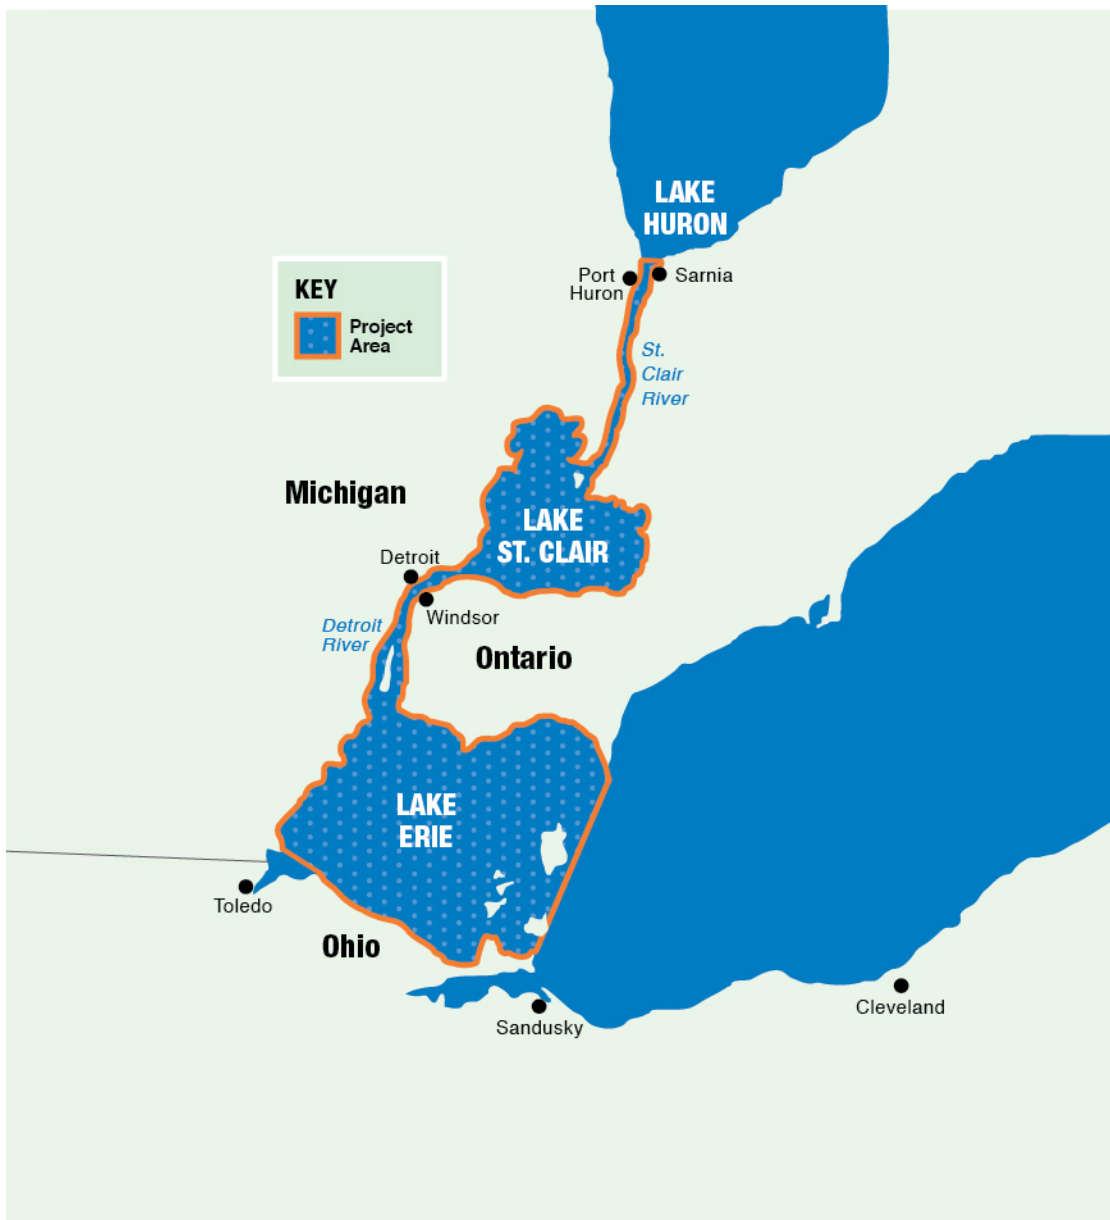 LAKE
HURON
Port
Huron
Sarnia
KEY
Project
Area
St.
Clair
River
Michigan
LAKE
ST. CLAIR
Detroit
Windsor
Detroit
River
Ontario
LAKE
ERIE
Toledo
Ohio
Cleveland
Sandusky